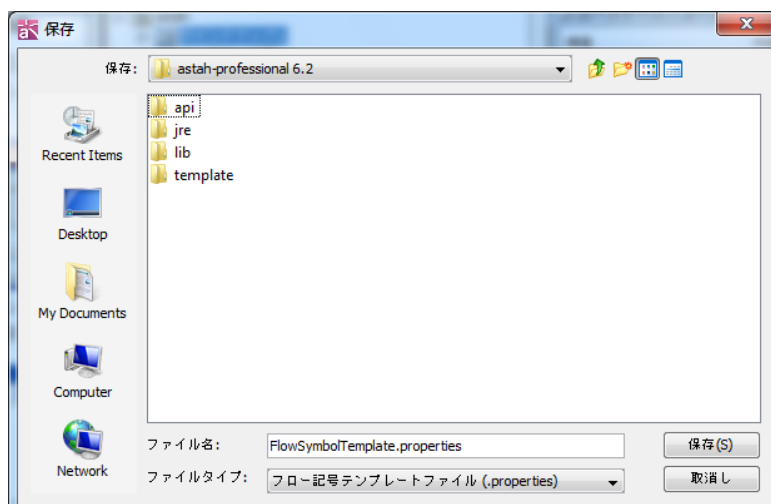 保存
保存:
astah-professional 6.2
api
jre
lib
template
Recent Items
Desktop
My Documents
Computer
Network
ファイル名:
FlowSymbolTemplate.properties
保存(S)
ファイルタイプ:
フロー記号テンプレートファイル (.properties)
取消し